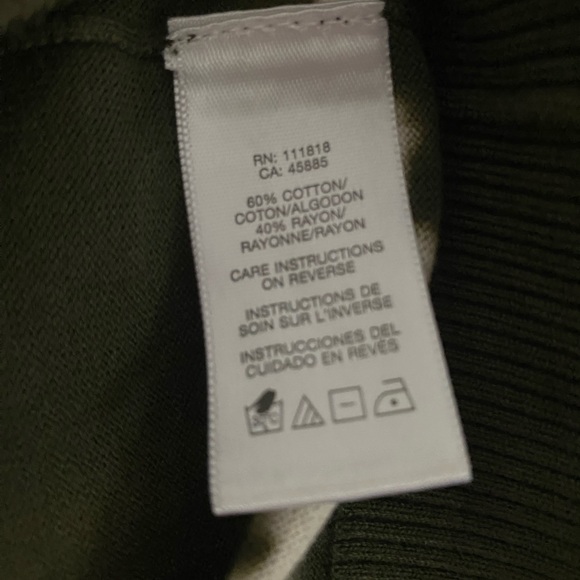 RN: 111818
CA: 45885
60% COTTON/
COTON/ALGODON
40% RAYON/
RAYONNE/RAYON
CARE INSTRUCTIONS
ON REVERSE
INSTRUCTIONS DE
SOIN SUR L'INVERSE
INSTRUCCIONES DEL
CUIDADO EN REVÉS